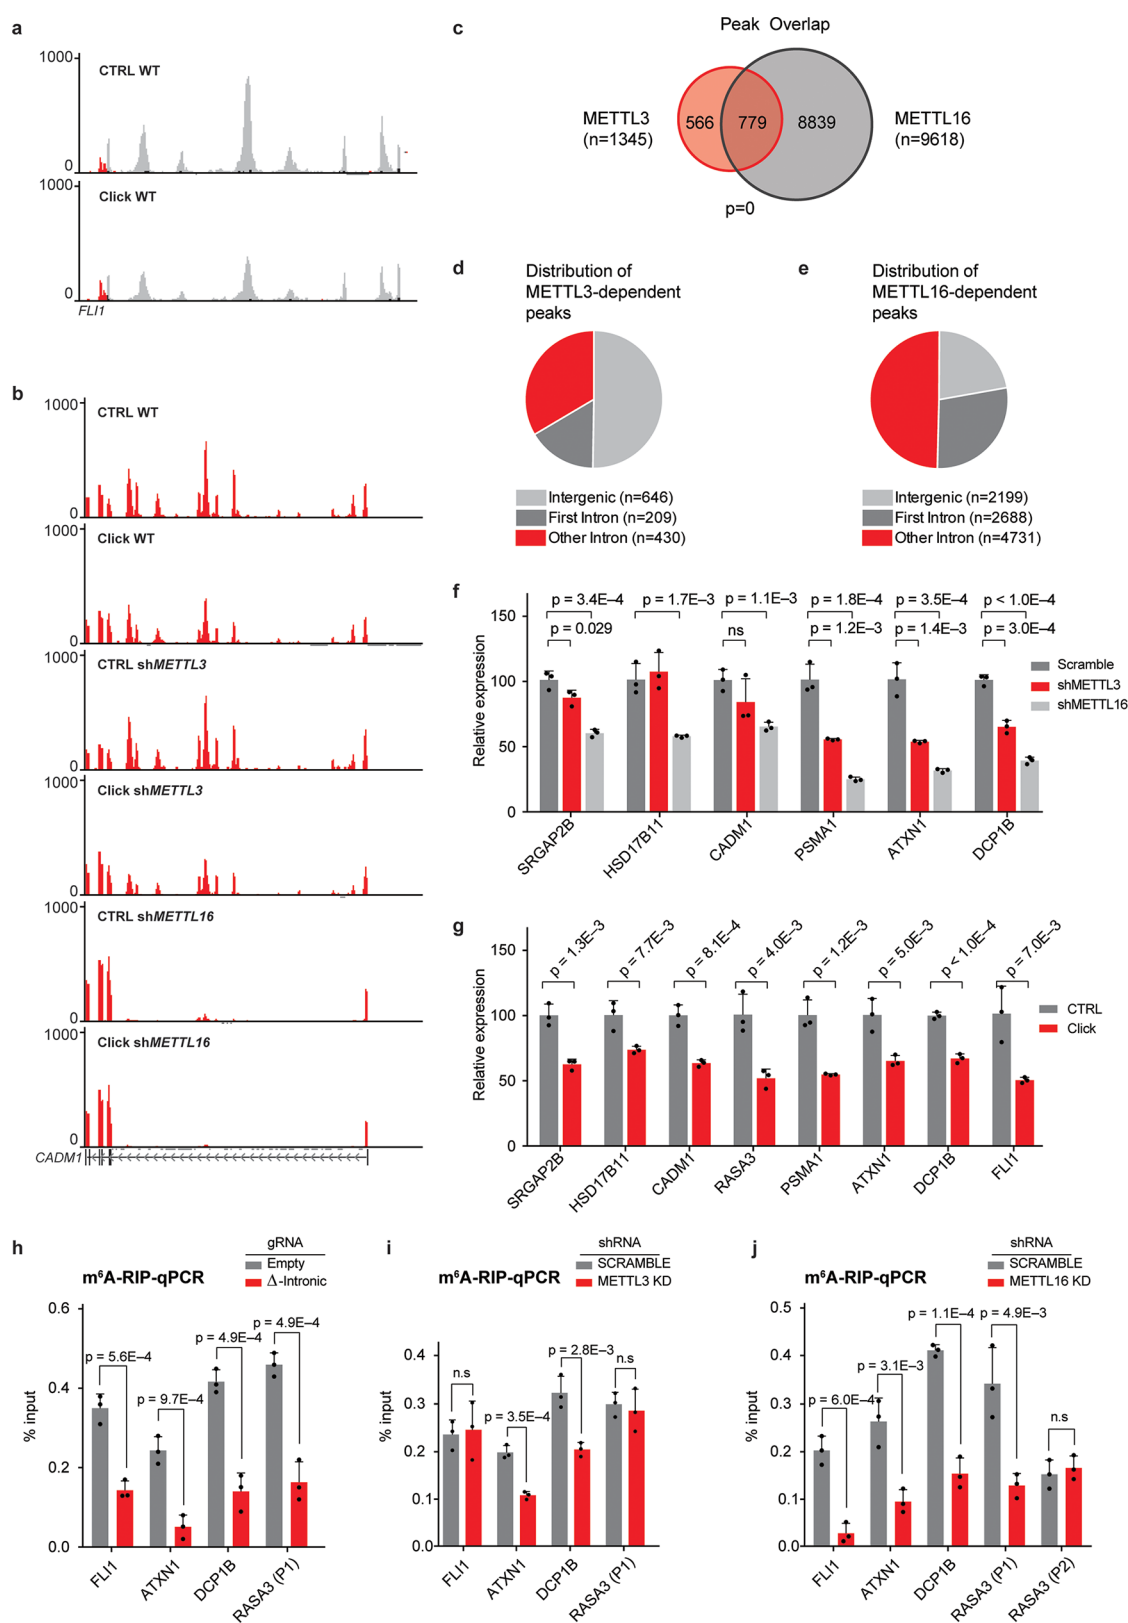 a
1000
CTRL WT
0
1000
Click WT
0
FLI1
b
1000
CTRL WT
0
1000
Click WT
0
1000
CTRL shMETTL3
0
1000
Click shMETTL3
0
1000
CTRL shMETTL16
0
1000
Click shMETTL16
0
CADM1
c
Peak Overlap
METTL3
(n=1345)
566
779
8839
METTL16
(n=9618)
p=0
d
Distribution of
METTL3-dependent
peaks
Intergenic (n=646)
First Intron (n=209)
Other Intron (n=430)
e
Distribution of
METTL16-dependent
peaks
Intergenic (n=2199)
First Intron (n=2688)
Other Intron (n=4731)
f
p = 3.4E–4
p = 1.7E–3
p = 1.1E–3
p = 1.8E–4
p = 3.5E–4
p < 1.0E–4
p = 0.029
ns
p = 1.2E–3
p = 1.4E–3
p = 3.0E–4
Relative expression
150
100
50
0
Scramble
shMETTL3
shMETTL16
SRGAP2B
HSD17B11
CADM1
PSMA1
ATXN1
DCP1B
g
p = 1.3E–3
p = 7.7E–3
p = 8.1E–4
p = 4.0E–3
p = 1.2E–3
p = 5.0E–3
p < 1.0E–4
p = 7.0E–3
Relative expression
150
100
50
0
CTRL
Click
SRGAP2B
HSD17B11
CADM1
RASA3
PSMA1
ATXN1
DCP1B
FLI1
h
gRNA
Empty
Δ-Intronic
m⁶A-RIP-qPCR
% input
0.6
0.4
0.2
0.0
p = 5.6E–4
p = 9.7E–4
p = 4.9E–4
p = 4.9E–4
FLI1
ATXN1
DCP1B
RASA3 (P1)
i
shRNA
SCRAMBLE
METTL3 KD
m⁶A-RIP-qPCR
% input
0.4
0.3
0.2
0.1
0.0
n.s
p = 3.5E–4
p = 2.8E–3
n.s
FLI1
ATXN1
DCP1B
RASA3 (P1)
j
shRNA
SCRAMBLE
METTL16 KD
m⁶A-RIP-qPCR
% input
0.5
0.4
0.3
0.2
0.1
0.0
p = 6.0E–4
p = 3.1E–3
p = 1.1E–4
p = 4.9E–3
n.s
FLI1
ATXN1
DCP1B
RASA3 (P1)
RASA3 (P2)